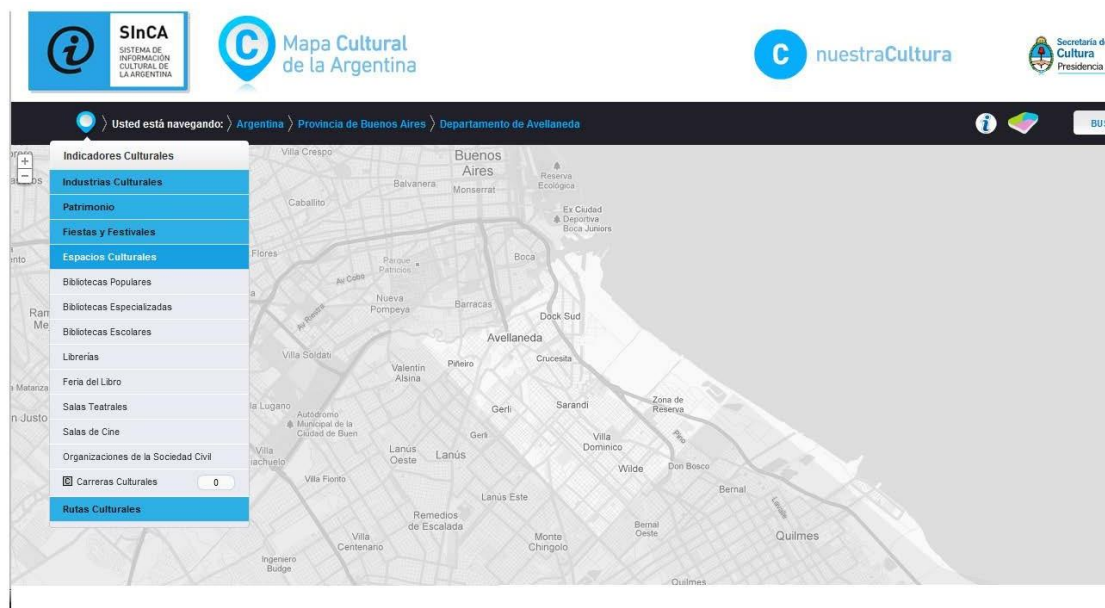 SInCA
SISTEMA DE
INFORMACIÓN
CULTURAL DE
LA ARGENTINA
Mapa Cultural
de la Argentina
nuestraCultura
Secretaría de
Cultura
Presidencia
Usted está navegando: Argentina Provincia de Buenos Aires Departamento de Avellaneda
Indicadores Culturales
Industrias Culturales
Patrimonio
Fiestas y Festivales
Espacios Culturales
Bibliotecas Populares
Bibliotecas Especializadas
Bibliotecas Escolares
Librerías
Feria del Libro
Salas Teatrales
Salas de Cine
Organizaciones de la Sociedad Civil
C Carreras Culturales 0
Rutas Culturales
Villa Crespo
Buenos
Aires
Reserva
Ecológica
Balvanera
Monserrat
Caballito
Ex Ciudad
Deportiva
Boca Juniors
Flores
Parque
Patricios
Boca
Av Cobo
Nueva
Pompeya
Barracas
Dock Sud
Avellaneda
Villa Soldati
Valentín
Alsina
Piñeiro
Crucesita
Autódromo
Municipal de la
Ciudad de Buen
Gerli
Sarandí
Zona de
Reserva
Gerli
Villa
Dominico
Lanús
Oeste
Lanús
Wilde
Don Bosco
Villa Fiorito
Bernal
Lanús Este
Remedios
de Escalada
Villa
Centenario
Monte
Chingolo
Bernal
Oeste
Quilmes
Ingeniero
Budge
Quilmes